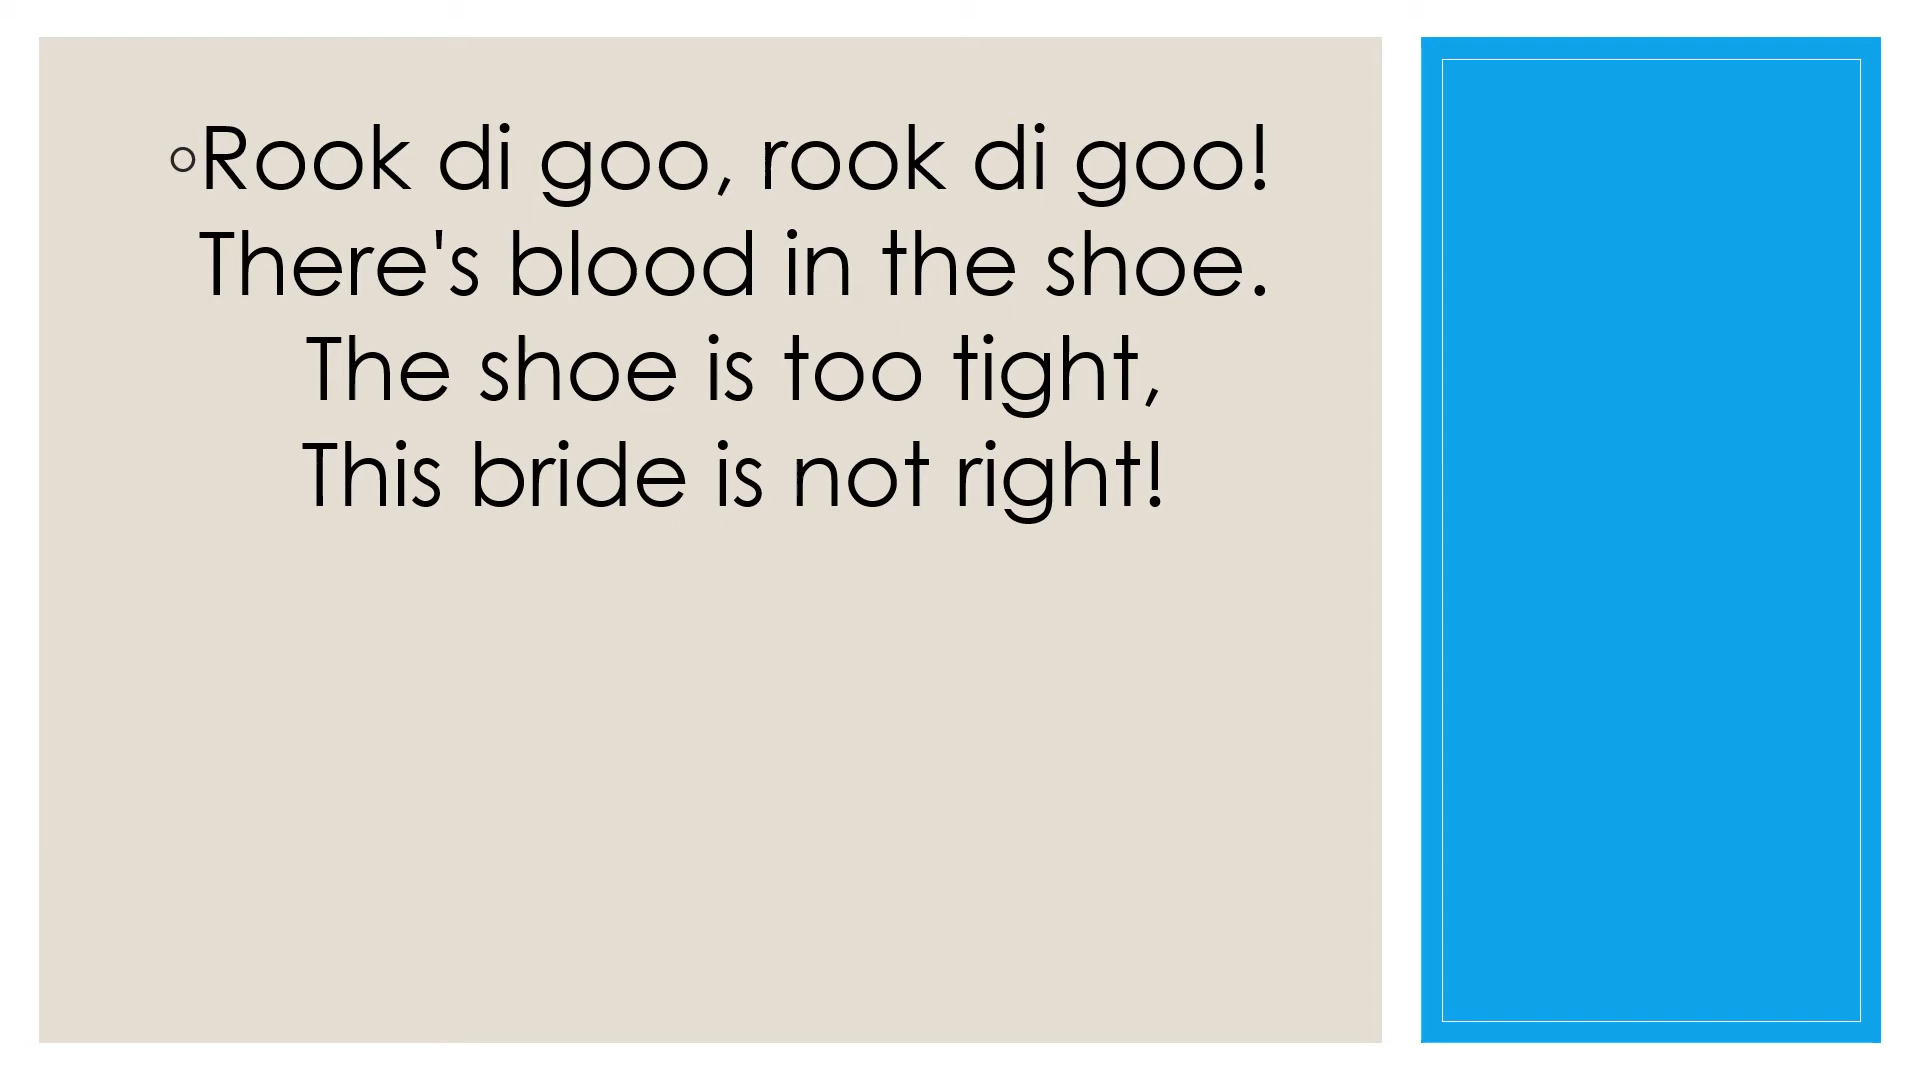 ◦Rook di goo, rook di goo!
There's blood in the shoe.
The shoe is too tight,
This bride is not right!